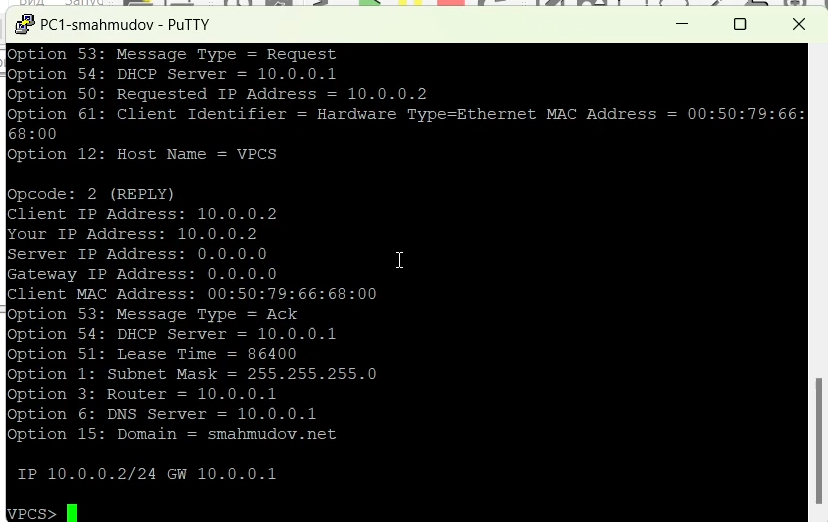 PC1-smahmudov - PuTTY
Option 53: Message Type = Request
Option 54: DHCP Server = 10.0.0.1
Option 50: Requested IP Address = 10.0.0.2
Option 61: Client Identifier = Hardware Type=Ethernet MAC Address = 00:50:79:66:
68:00
Option 12: Host Name = VPCS
Opcode: 2 (REPLY)
Client IP Address: 10.0.0.2
Your IP Address: 10.0.0.2
Server IP Address: 0.0.0.0
Gateway IP Address: 0.0.0.0
Client MAC Address: 00:50:79:66:68:00
Option 53: Message Type = Ack
Option 54: DHCP Server = 10.0.0.1
Option 51: Lease Time = 86400
Option 1: Subnet Mask = 255.255.255.0
Option 3: Router = 10.0.0.1
Option 6: DNS Server = 10.0.0.1
Option 15: Domain = smahmudov.net
IP 10.0.0.2/24 GW 10.0.0.1
VPCS>